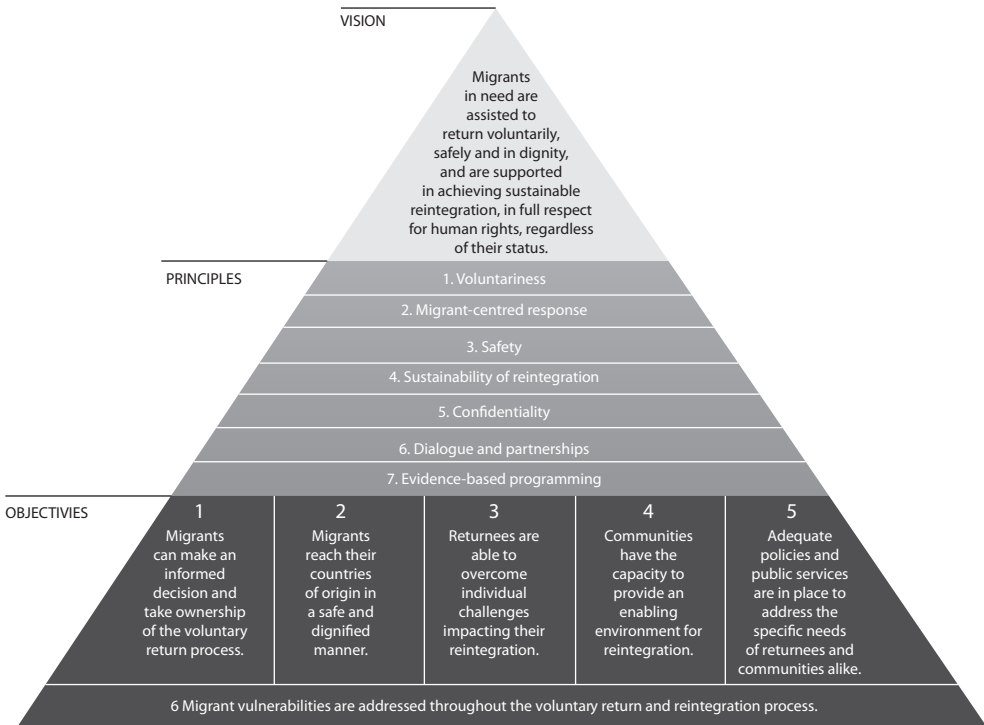 VISION
Migrants
in need are
assisted to
return voluntarily,
safely and in dignity,
and are supported
in achieving sustainable
reintegration, in full respect
for human rights, regardless
of their status.
PRINCIPLES
1. Voluntariness
2. Migrant-centred response
3. Safety
4. Sustainability of reintegration
5. Confidentiality
6. Dialogue and partnerships
7. Evidence-based programming
OBJECTIVIES
1
Migrants
can make an
informed
decision and
take ownership
of the voluntary
return process.
2
Migrants
reach their
countries
of origin in
a safe and
dignified
manner.
3
Returnees are
able to
overcome
individual
challenges
impacting their
reintegration.
4
Communities
have the
capacity to
provide an
enabling
environment for
reintegration.
5
Adequate
policies and
public services
are in place to
address the
specific needs
of returnees and
communities alike.
6 Migrant vulnerabilities are addressed throughout the voluntary return and reintegration process.